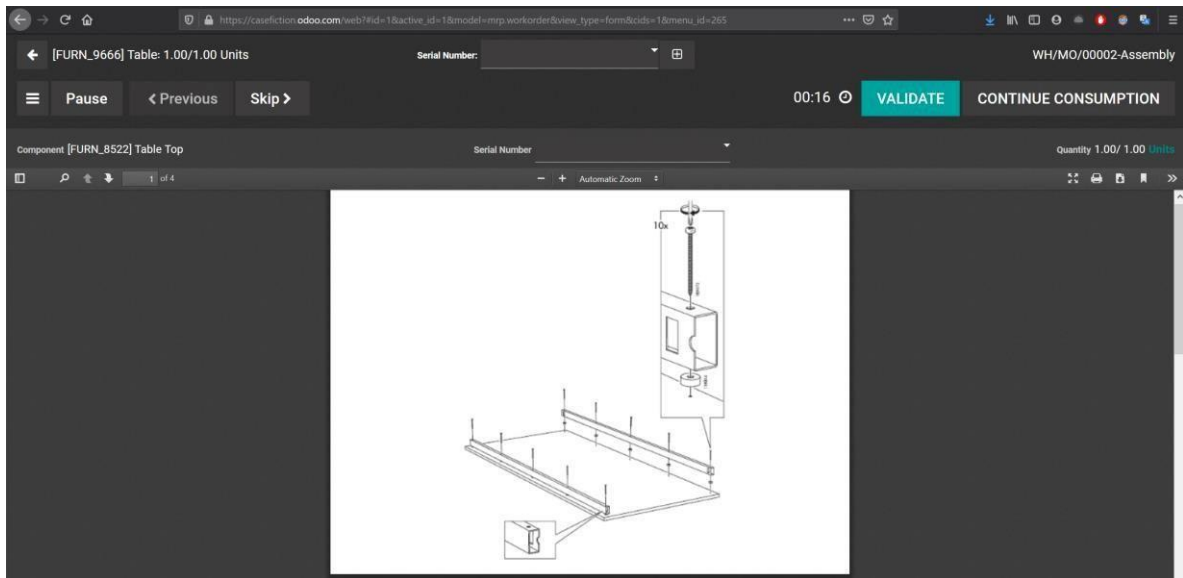 https://casefiction.odoo.com/web?#id=1&active_id=1&model=mrp.workorder&view_type=form&cids=1&menu_id=265
[FURN_9666] Table: 1.00/1.00 Units
Serial Number:
WH/MO/00002-Assembly
Pause
Previous
Skip
00:16
VALIDATE
CONTINUE CONSUMPTION
Component [FURN_8522] Table Top
Serial Number
Quantity 1.00/ 1.00 Units
1 of 4
Automatic Zoom
10x